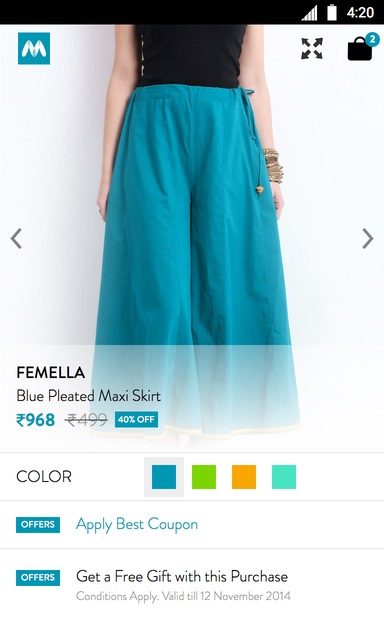 4:20
2
FEMELLA
Blue Pleated Maxi Skirt
₹968 ₹499 40% OFF
COLOR
OFFERS Apply Best Coupon
OFFERS Get a Free Gift with this Purchase
Conditions Apply. Valid till 12 November 2014